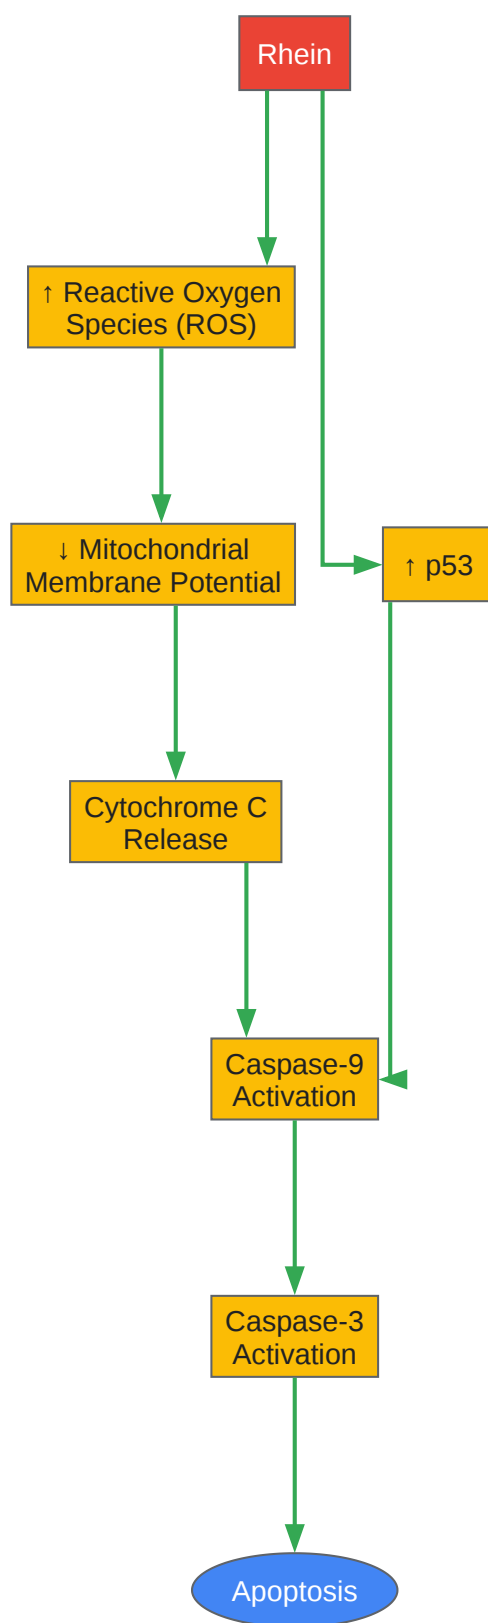 Rhein
↑ Reactive Oxygen
Species (ROS)
↓ Mitochondrial
Membrane Potential
↑ p53
Cytochrome C
Release
Caspase-9
Activation
Caspase-3
Activation
Apoptosis